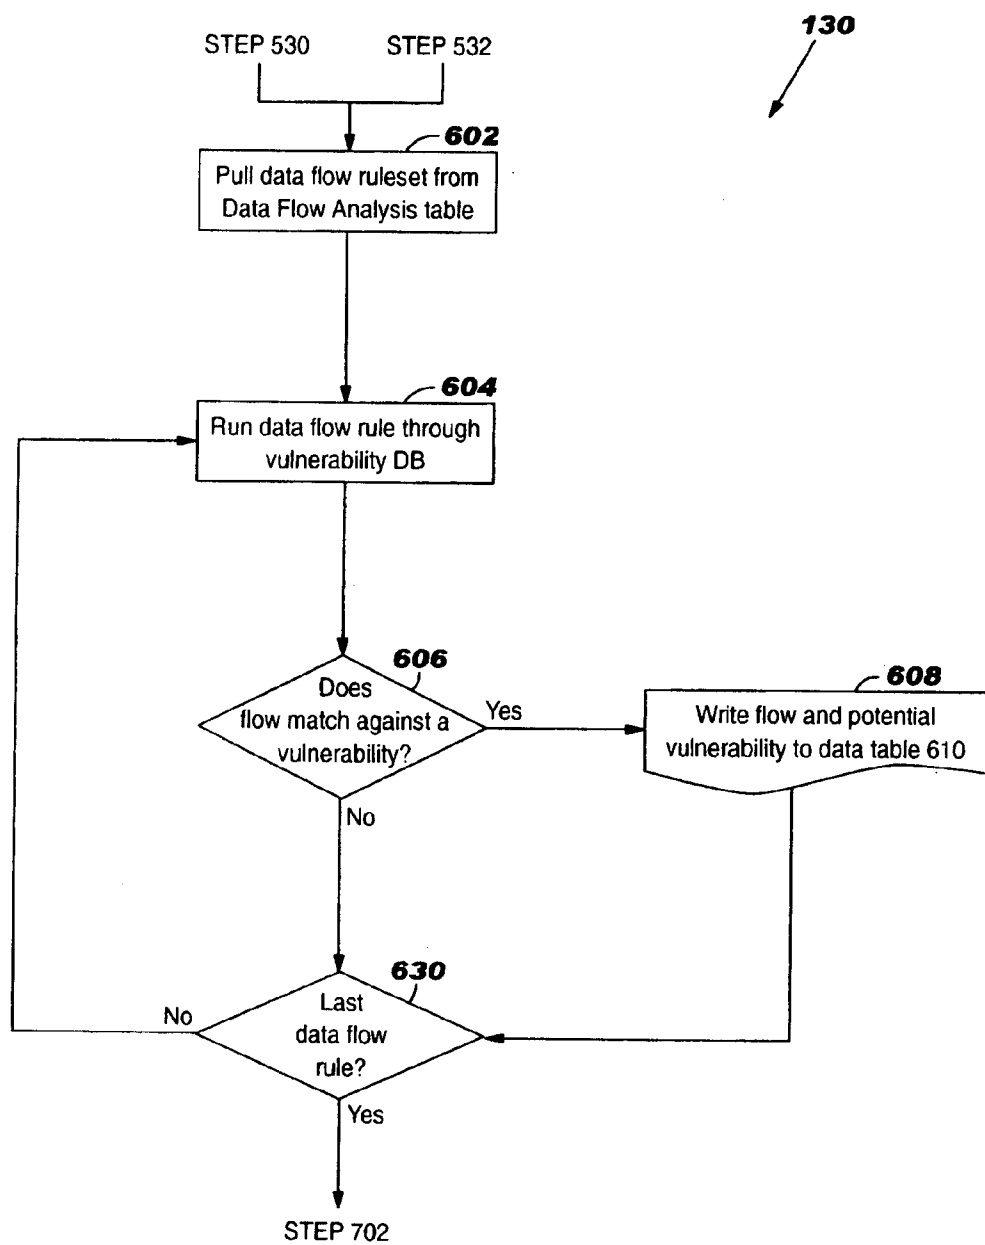 130
STEP 530
STEP 532
602
Pull data flow ruleset from
Data Flow Analysis table
604
Run data flow rule through
vulnerability DB
606
Does
flow match against a
vulnerability?
Yes
608
Write flow and potential
vulnerability to data table 610
No
630
Last
data flow
rule?
No
Yes
STEP 702